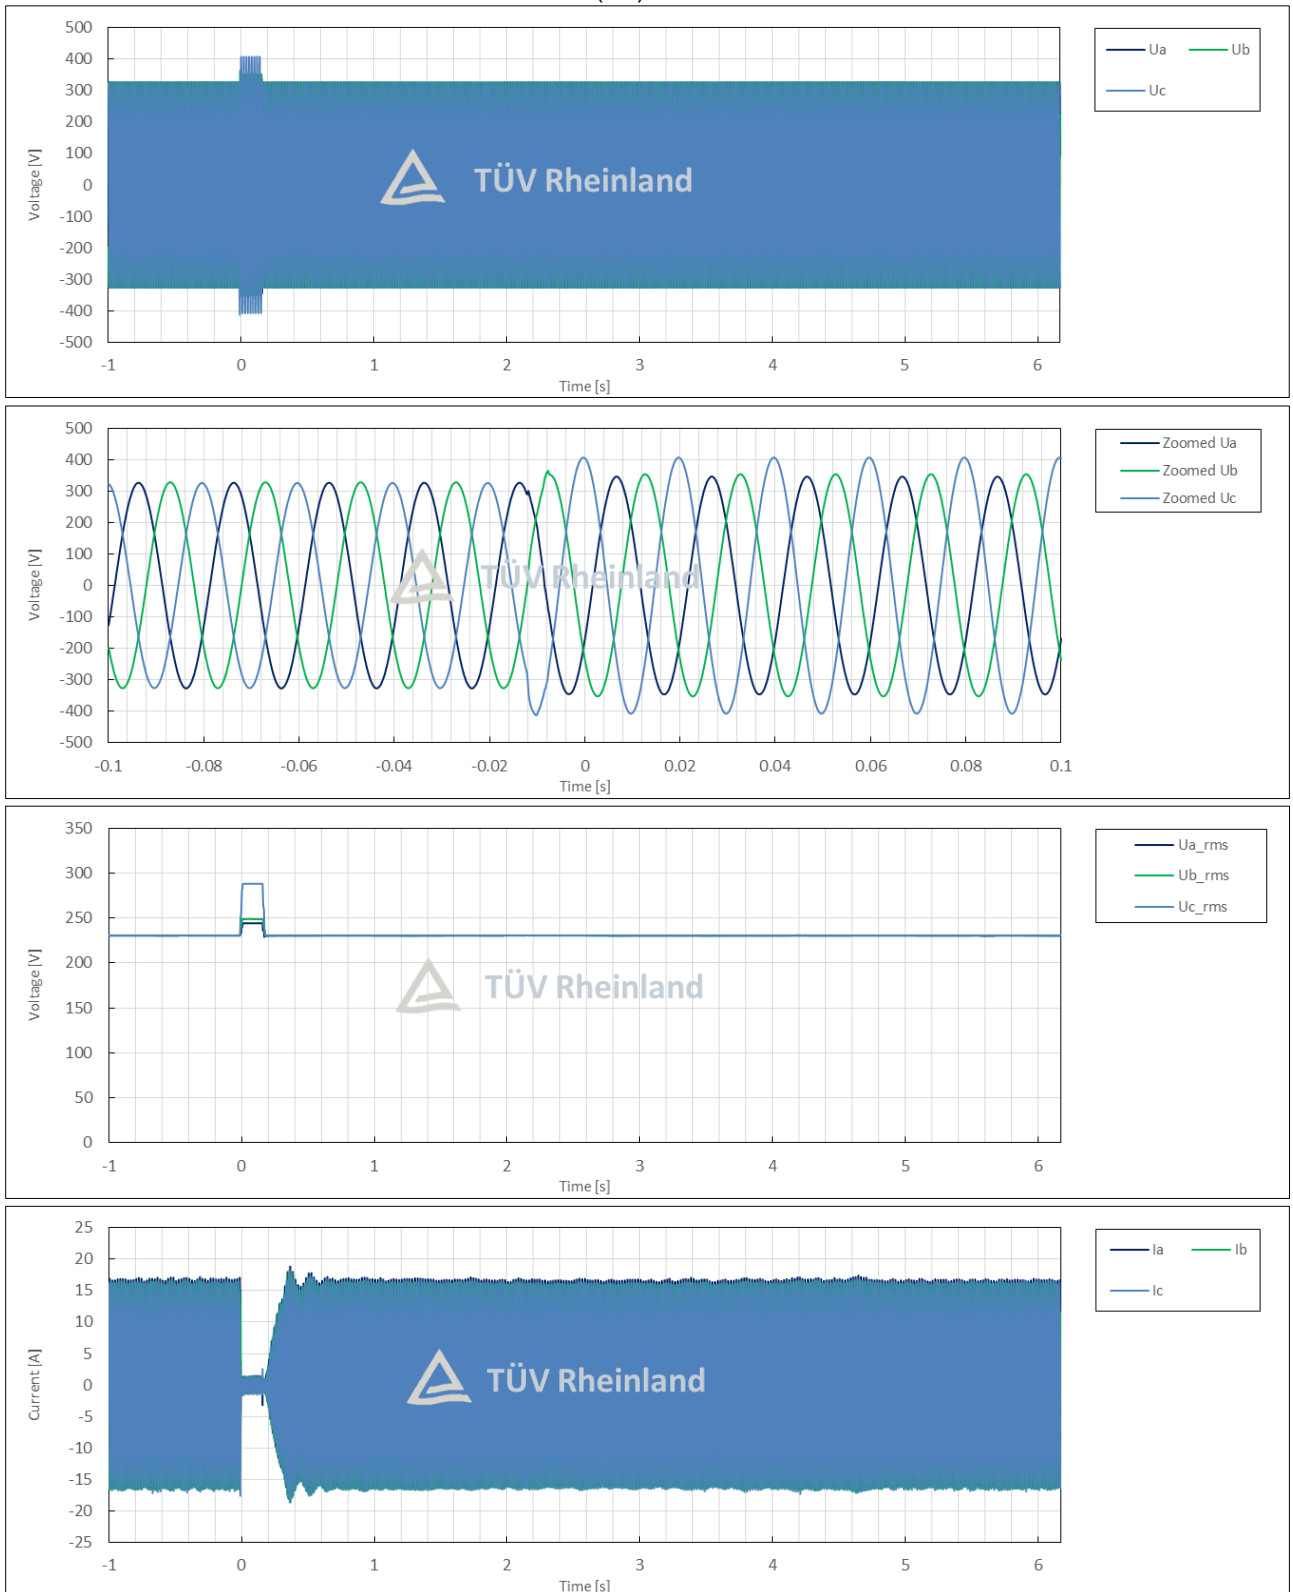 500
400
300
200
100
0
-100
-200
-300
-400
-500
Voltage [V]
-1 0 1 2 3 4 5 6
Time [s]
Ua Ub
Uc
TÜV Rheinland
500
400
300
200
100
0
-100
-200
-300
-400
-500
Voltage [V]
-0.1 -0.08 -0.06 -0.04 -0.02 0 0.02 0.04 0.06 0.08 0.1
Time [s]
Zoomed Ua
Zoomed Ub
Zoomed Uc
TÜV Rheinland
350
300
250
200
150
100
50
0
Voltage [V]
-1 0 1 2 3 4 5 6
Time [s]
Ua_rms
Ub_rms
Uc_rms
TÜV Rheinland
25
20
15
10
5
0
-5
-10
-15
-20
-25
Current [A]
-1 0 1 2 3 4 5 6
Time [s]
Ia Ib
Ic
TÜV Rheinland